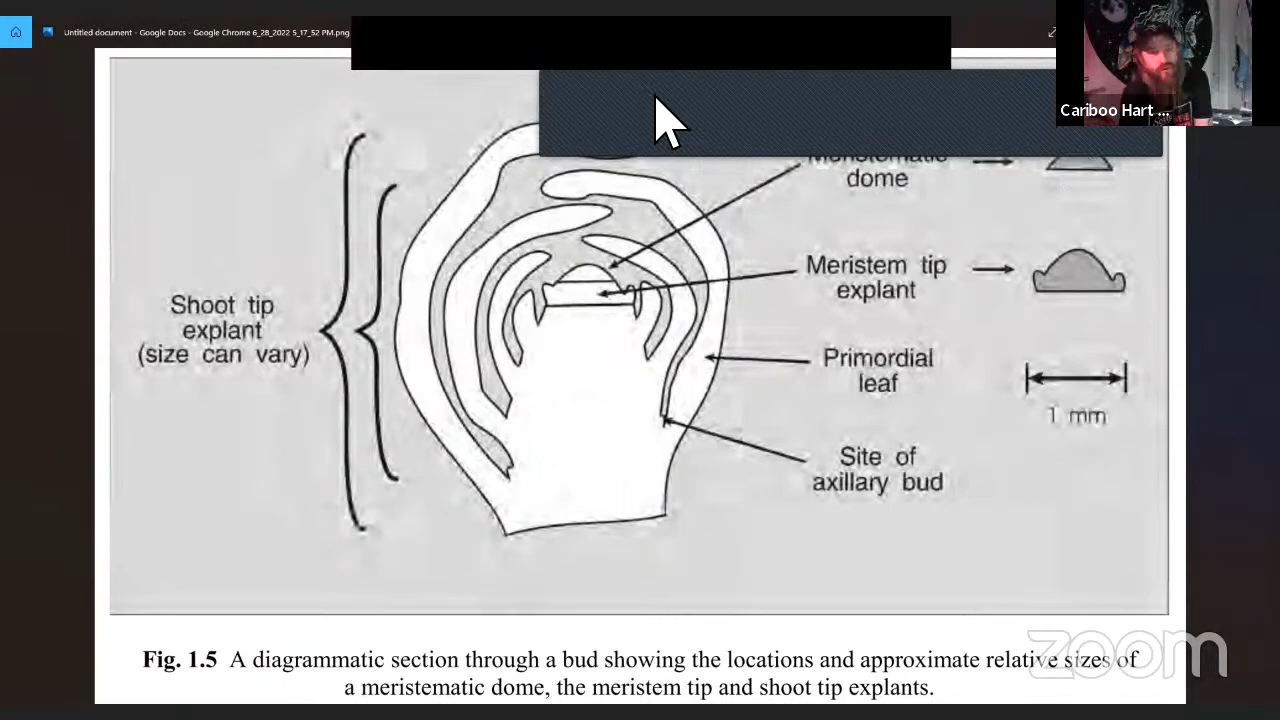 Untitled document - Google Docs - Google Chrome 6_28_2022 5_17_52 PM.png
Cariboo Hart ...
Meristematic
dome
Meristem tip
explant
Shoot tip
explant
(size can vary)
Primordial
leaf
1 mm
Site of
axillary bud
zoom
Fig. 1.5 A diagrammatic section through a bud showing the locations and approximate relative sizes of
a meristematic dome, the meristem tip and shoot tip explants.